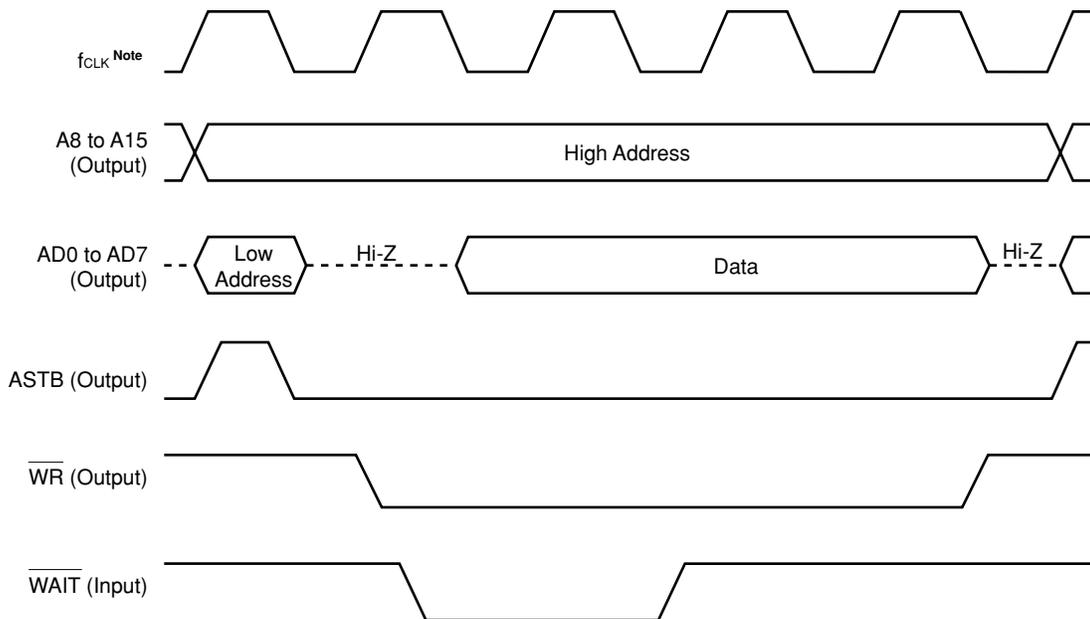 fCLK Note
A8 to A15
(Output)
High Address
AD0 to AD7
(Output)
Low
Address
Hi-Z
Data
Hi-Z
ASTB (Output)
WR (Output)
WAIT (Input)